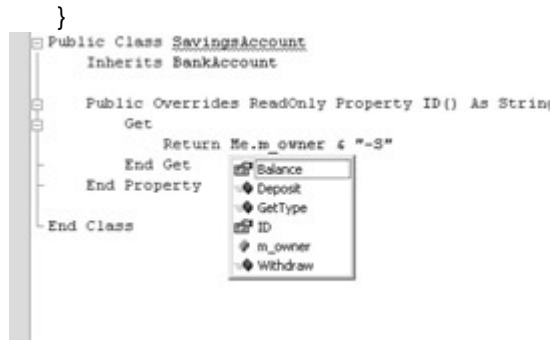 }
Public Class SavingsAccount
Inherits BankAccount
Public Overrides ReadOnly Property ID() As String
Get
Return Me.m_owner & "-S"
End Get
Balance
Deposit
End Property
GetType
ID
End Class
m_owner
Withdraw